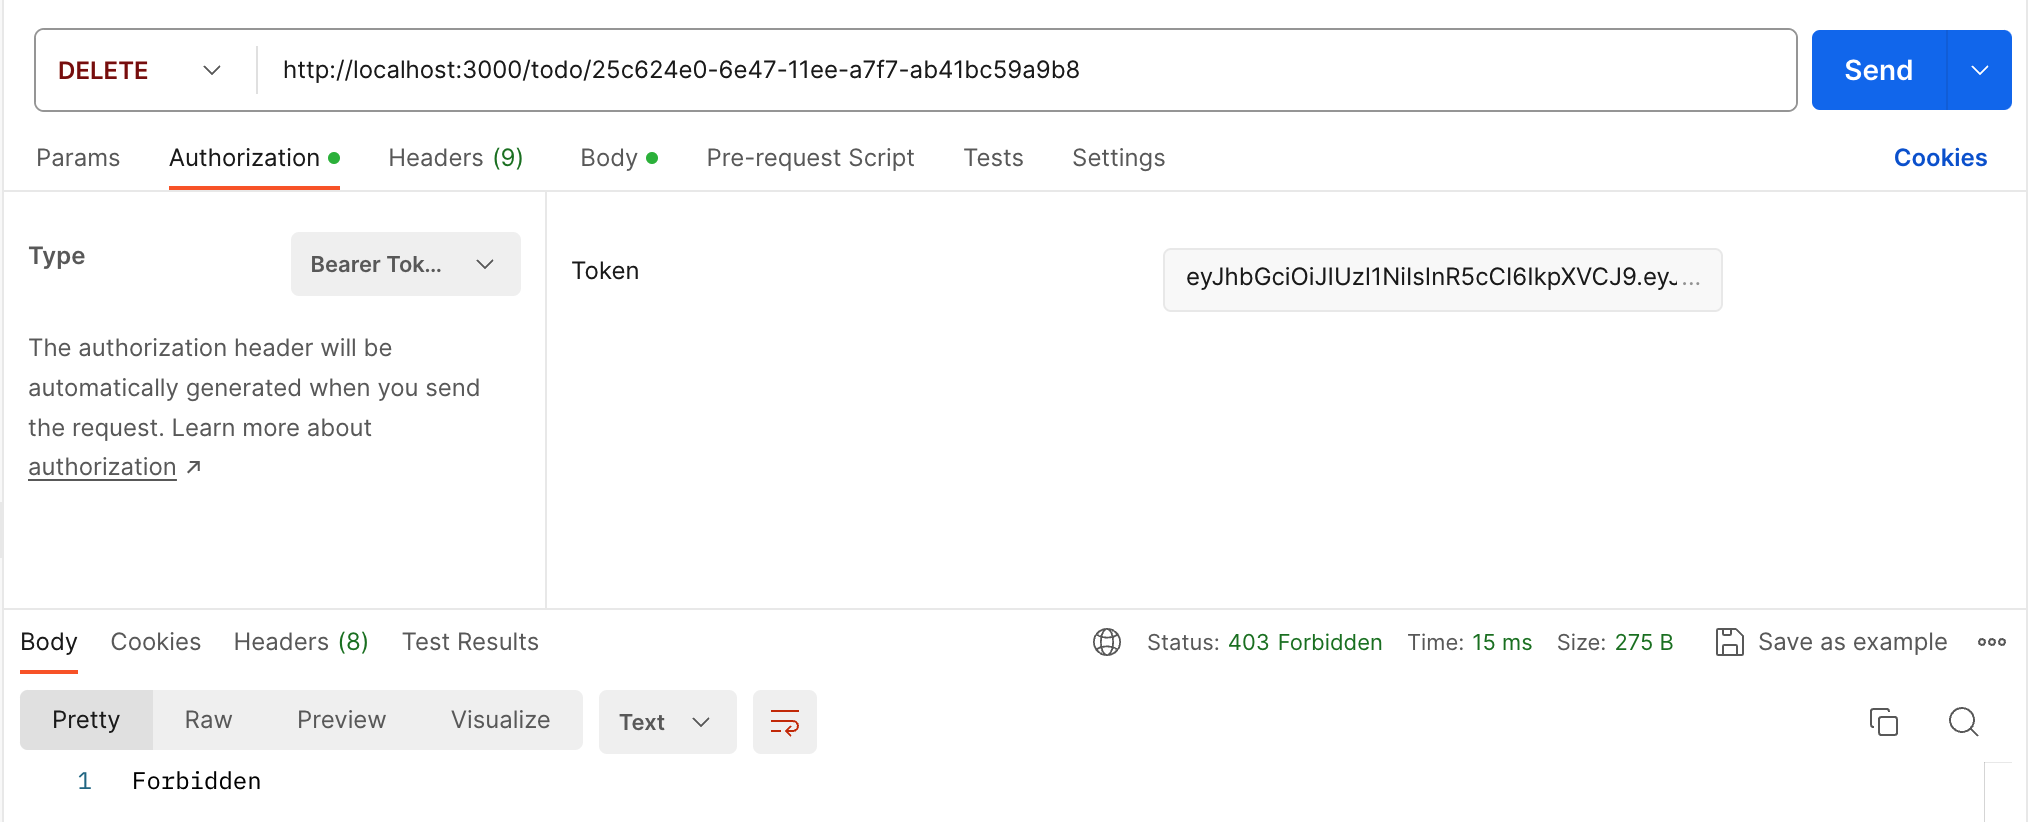 DELETE http://localhost:3000/todo/25c624e0-6e47-11ee-a7f7-ab41bc59a9b8 Send
Params Authorization Headers (9) Body Pre-request Script Tests Settings Cookies
Type Bearer Tok... Token eyJhbGciOiJIUzI1NiIsInR5cCI6IkpXVCJ9.eyJ...
The authorization header will be
automatically generated when you send
the request. Learn more about
authorization ↗
Body Cookies Headers (8) Test Results Status: 403 Forbidden Time: 15 ms Size: 275 B Save as example
Pretty Raw Preview Visualize Text
1 Forbidden